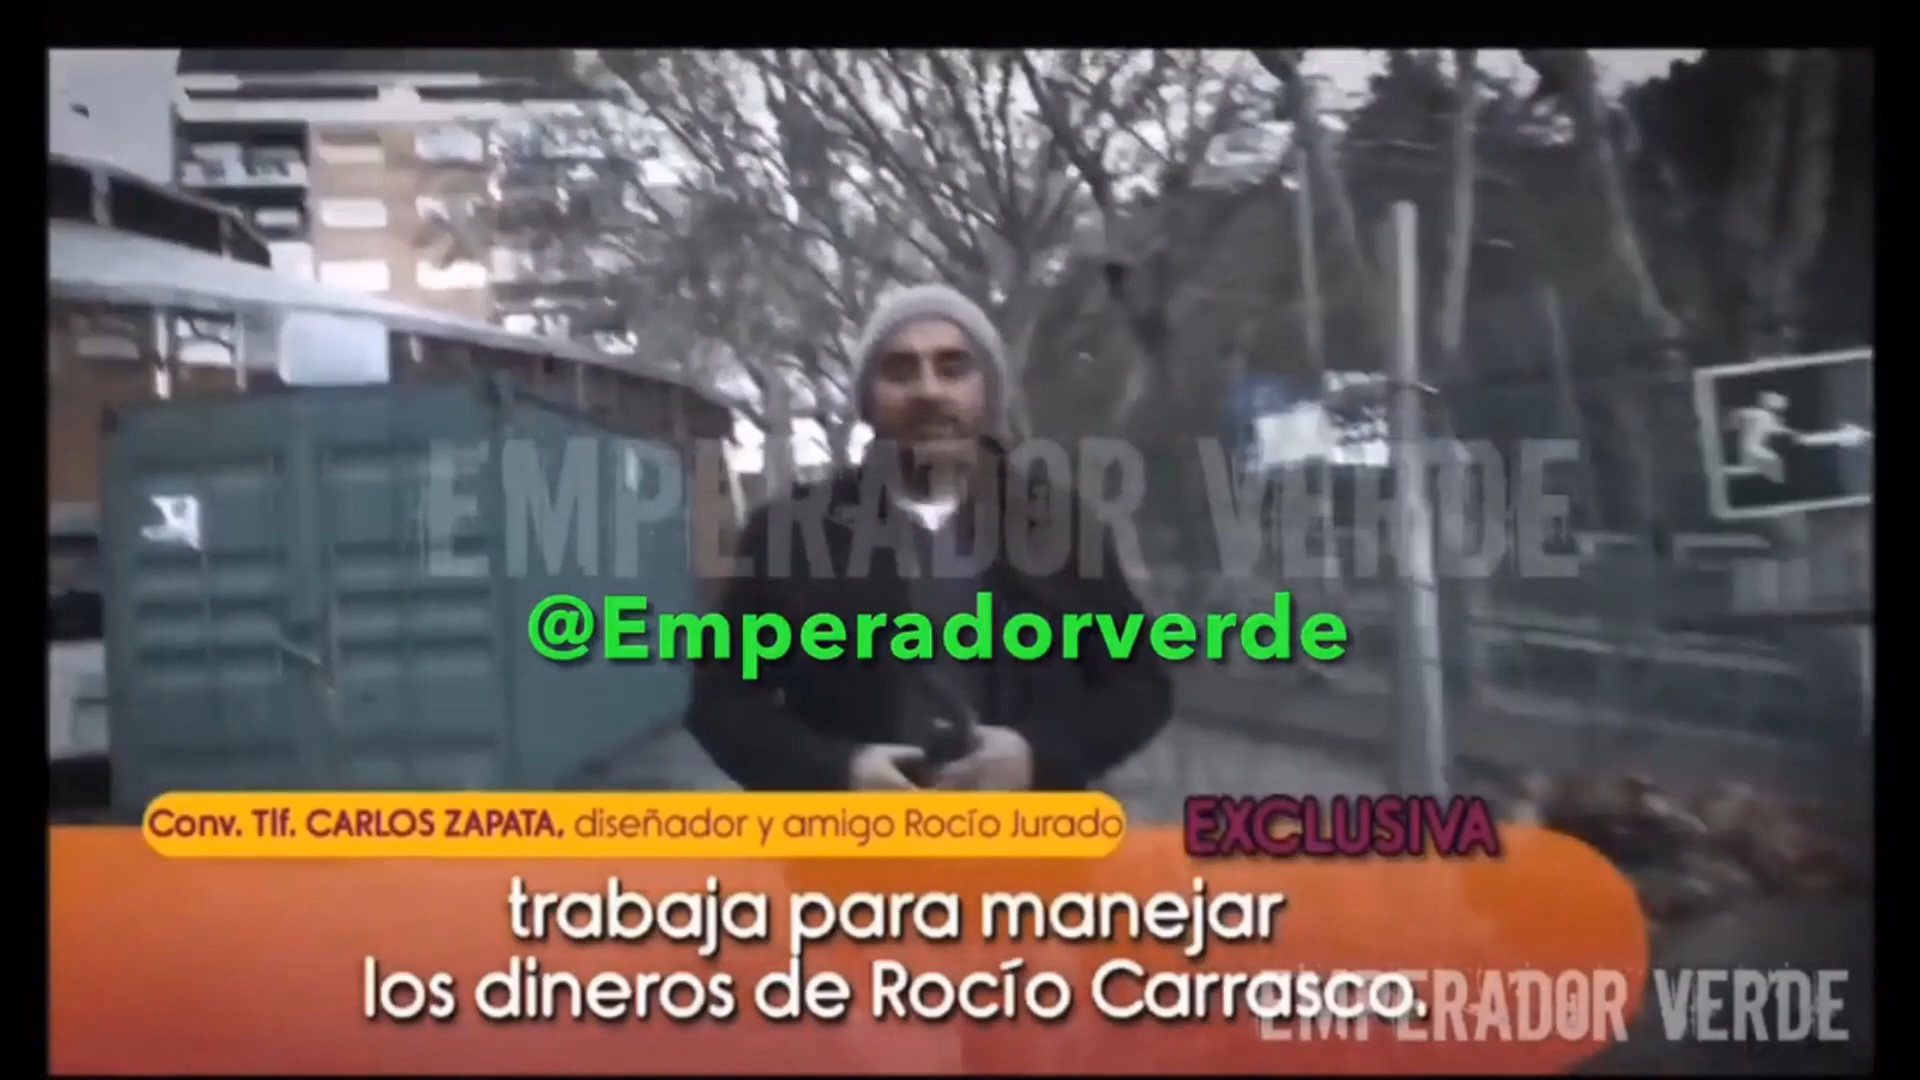 EMPERADOR VERDE
@Emperadorverde
Conv. Tlf. CARLOS ZAPATA, diseñador y amigo Rocío Jurado
EXCLUSIVA
trabaja para manejar
los dineros de Rocío Carrasco.
EMPERADOR VERDE